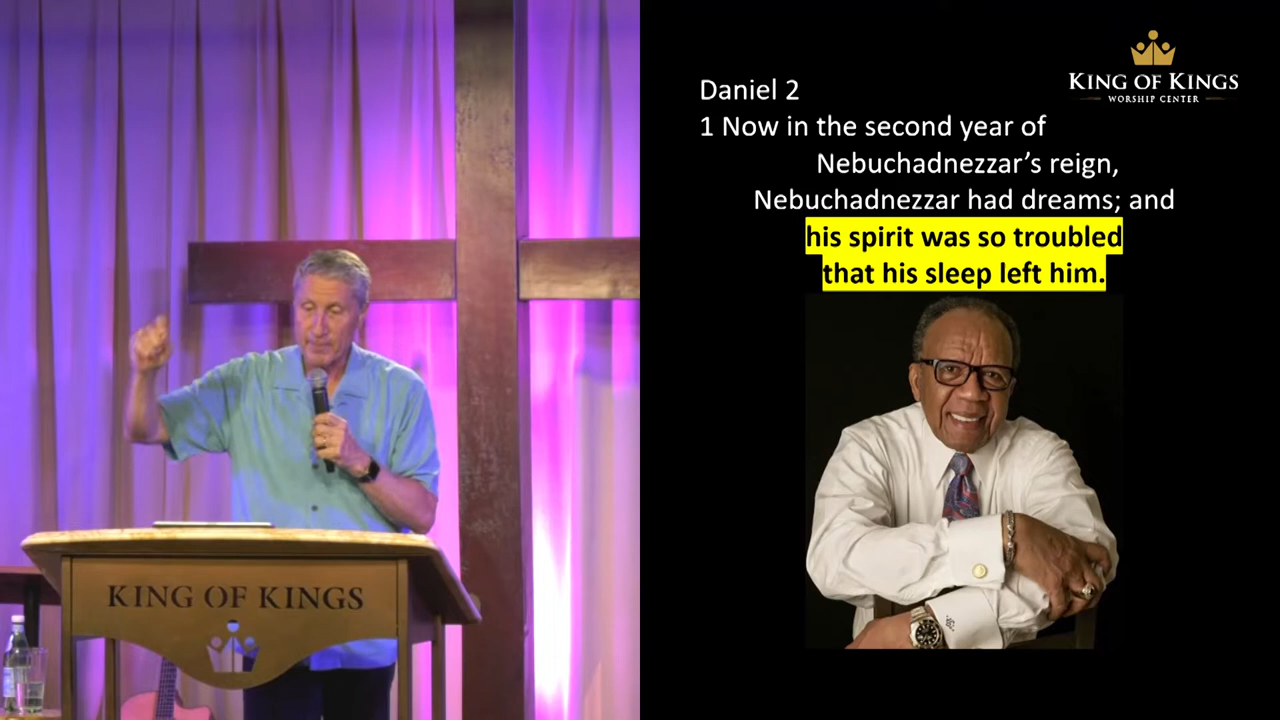 KING OF KINGS
WORSHIP CENTER
Daniel 2
1 Now in the second year of
Nebuchadnezzar’s reign,
Nebuchadnezzar had dreams; and
his spirit was so troubled
that his sleep left him.
KING OF KINGS